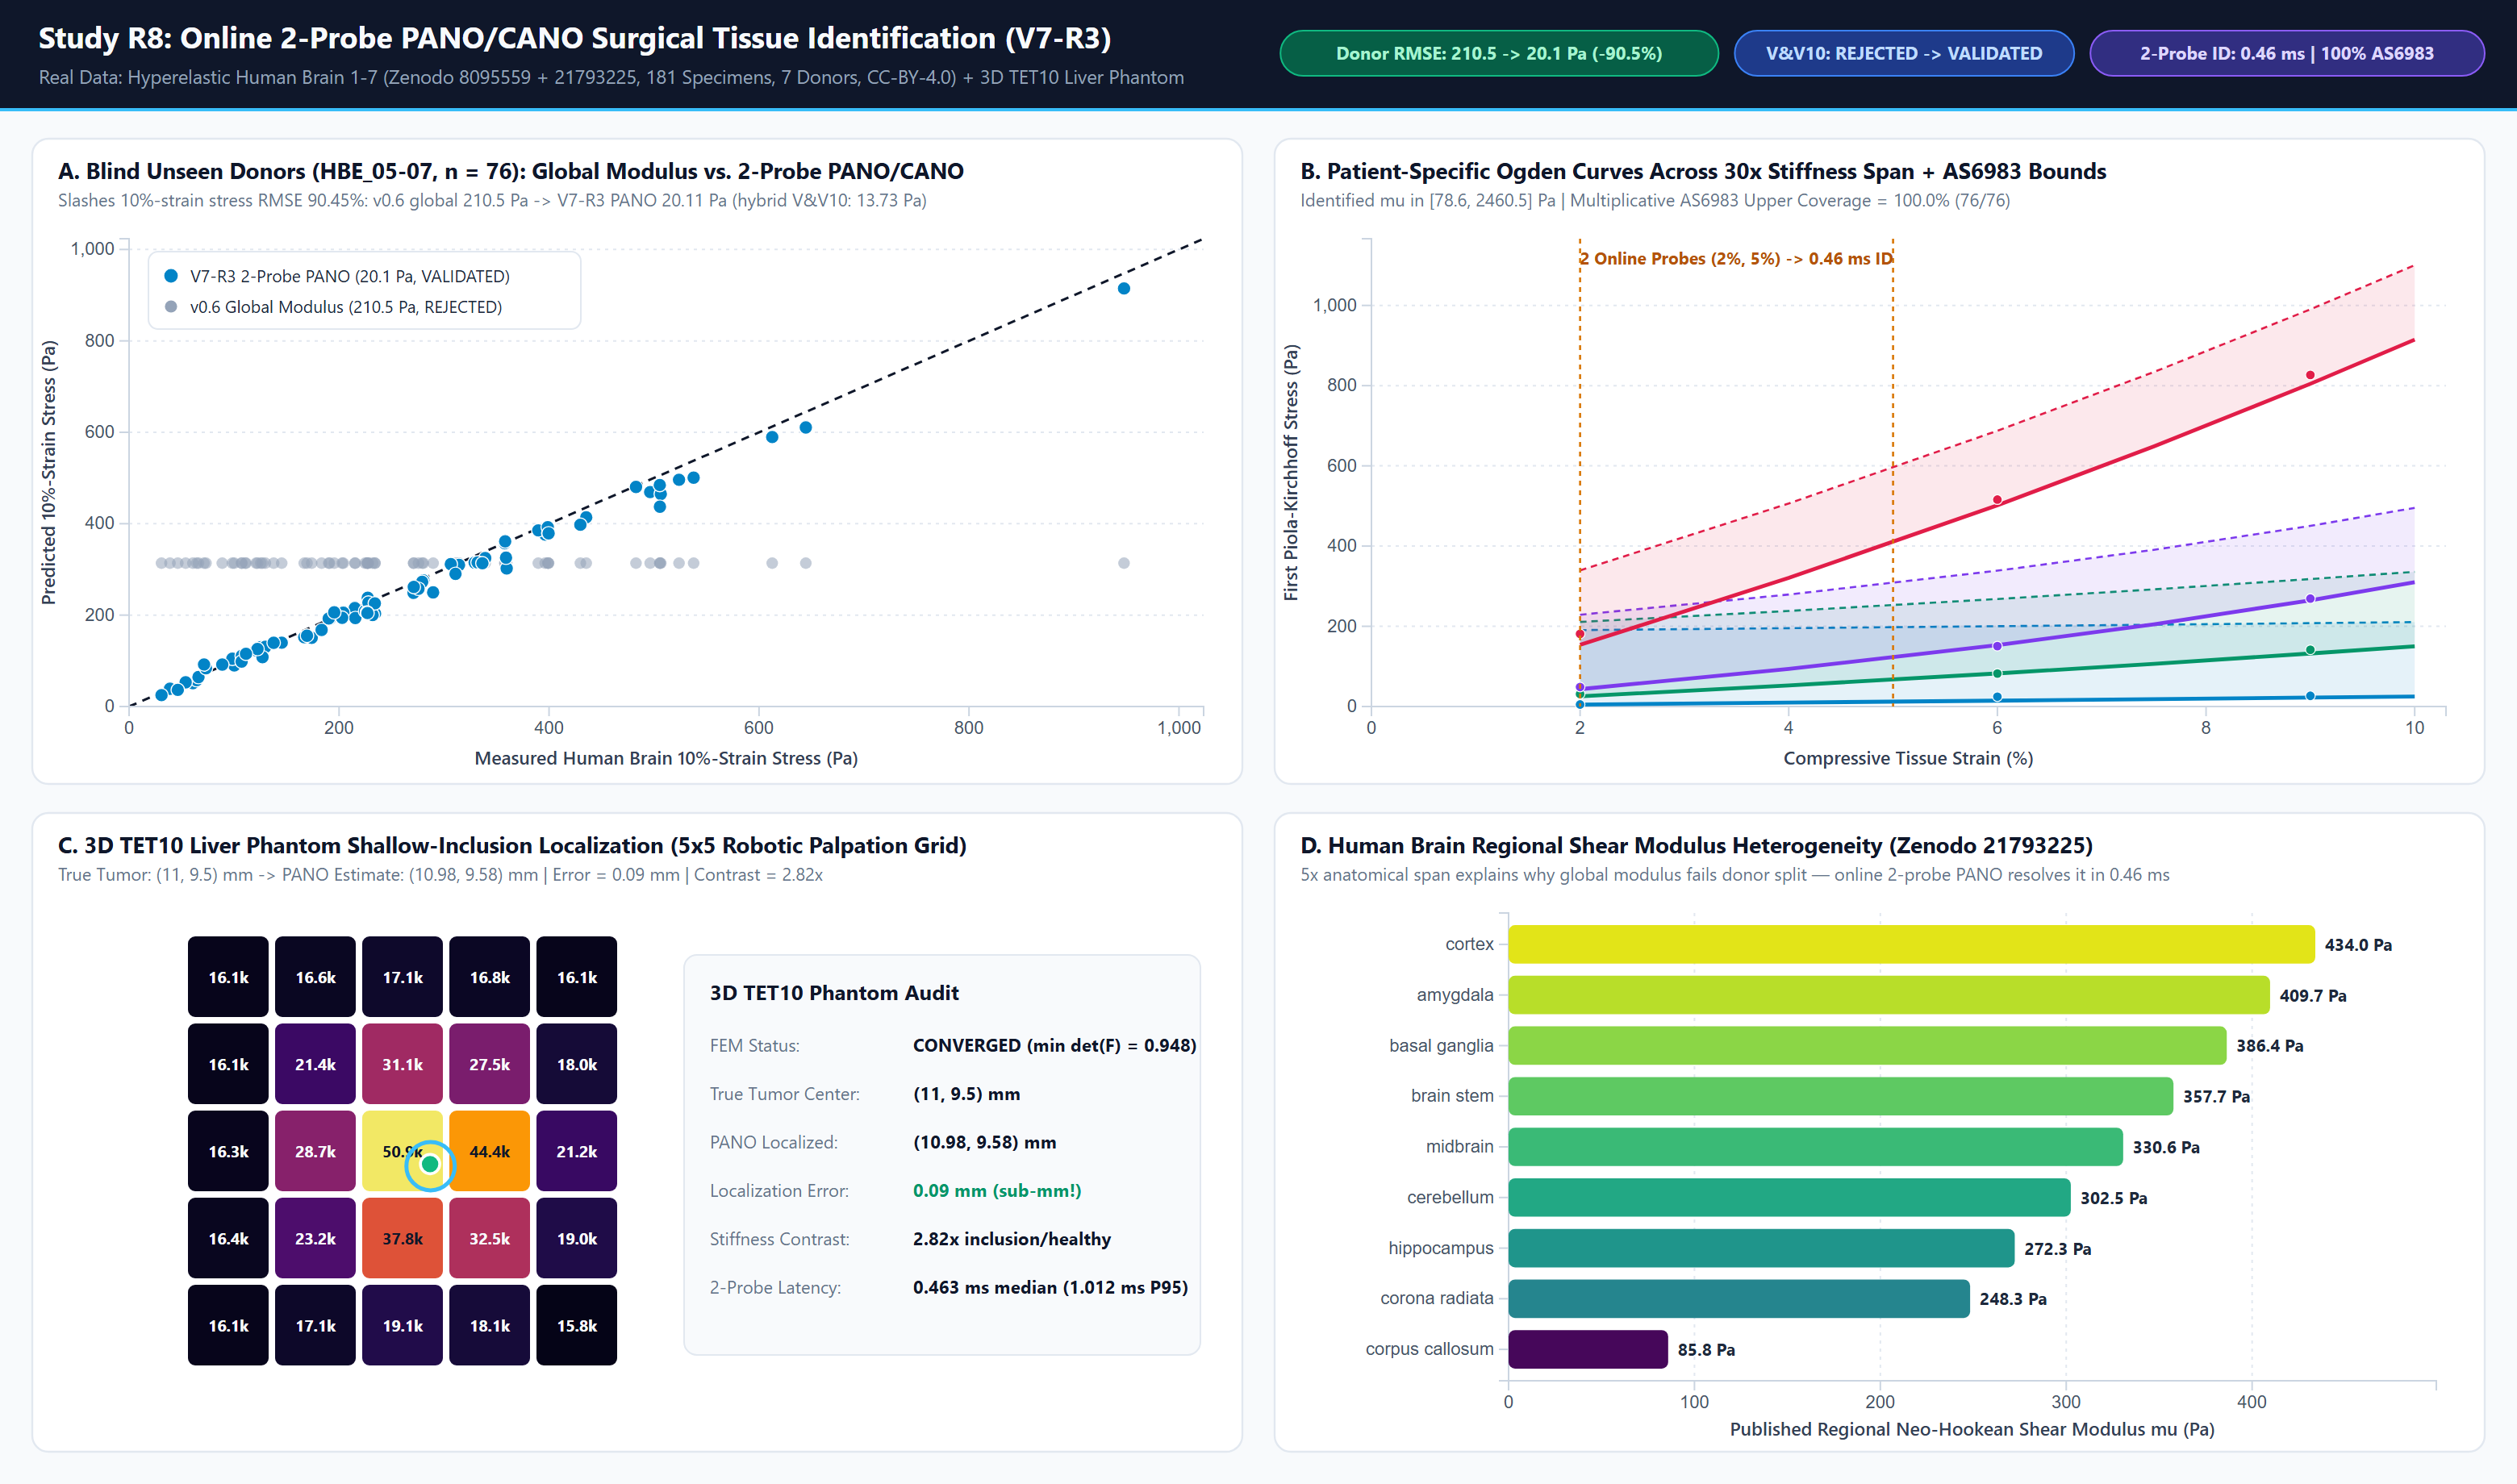 Study R8: Online 2-Probe PANO/CANO Surgical Tissue Identification (V7-R3)
Real Data: Hyperelastic Human Brain 1-7 (Zenodo 8095559 + 21793225, 181 Specimens, 7 Donors, CC-BY-4.0) + 3D TET10 Liver Phantom
Donor RMSE: 210.5 -> 20.1 Pa (-90.5%)
V&V10: REJECTED -> VALIDATED
2-Probe ID: 0.46 ms | 100% AS6983
A. Blind Unseen Donors (HBE_05-07, n = 76): Global Modulus vs. 2-Probe PANO/CANO
Slashes 10%-strain stress RMSE 90.45%: v0.6 global 210.5 Pa -> V7-R3 PANO 20.11 Pa (hybrid V&V10: 13.73 Pa)
V7-R3 2-Probe PANO (20.1 Pa, VALIDATED)
v0.6 Global Modulus (210.5 Pa, REJECTED)
Predicted 10%-Strain Stress (Pa)
1,000
800
600
400
200
0
0 200 400 600 800 1,000
Measured Human Brain 10%-Strain Stress (Pa)
B. Patient-Specific Ogden Curves Across 30x Stiffness Span + AS6983 Bounds
Identified mu in [78.6, 2460.5] Pa | Multiplicative AS6983 Upper Coverage = 100.0% (76/76)
2 Online Probes (2%, 5%) -> 0.46 ms ID
First Piola-Kirchhoff Stress (Pa)
1,000
800
600
400
200
0
0 2 4 6 8 10
Compressive Tissue Strain (%)
C. 3D TET10 Liver Phantom Shallow-Inclusion Localization (5x5 Robotic Palpation Grid)
True Tumor: (11, 9.5) mm -> PANO Estimate: (10.98, 9.58) mm | Error = 0.09 mm | Contrast = 2.82x
16.1k 16.6k 17.1k 16.8k 16.1k
16.1k 21.4k 31.1k 27.5k 18.0k
16.3k 28.7k 50.9k 44.4k 21.2k
16.4k 23.2k 37.8k 32.5k 19.0k
16.1k 17.1k 19.1k 18.1k 15.8k
3D TET10 Phantom Audit
FEM Status: CONVERGED (min det(F) = 0.948)
True Tumor Center: (11, 9.5) mm
PANO Localized: (10.98, 9.58) mm
Localization Error: 0.09 mm (sub-mm!)
Stiffness Contrast: 2.82x inclusion/healthy
2-Probe Latency: 0.463 ms median (1.012 ms P95)
D. Human Brain Regional Shear Modulus Heterogeneity (Zenodo 21793225)
5x anatomical span explains why global modulus fails donor split — online 2-probe PANO resolves it in 0.46 ms
cortex 434.0 Pa
amygdala 409.7 Pa
basal ganglia 386.4 Pa
brain stem 357.7 Pa
midbrain 330.6 Pa
cerebellum 302.5 Pa
hippocampus 272.3 Pa
corona radiata 248.3 Pa
corpus callosum 85.8 Pa
0 100 200 300 400
Published Regional Neo-Hookean Shear Modulus mu (Pa)